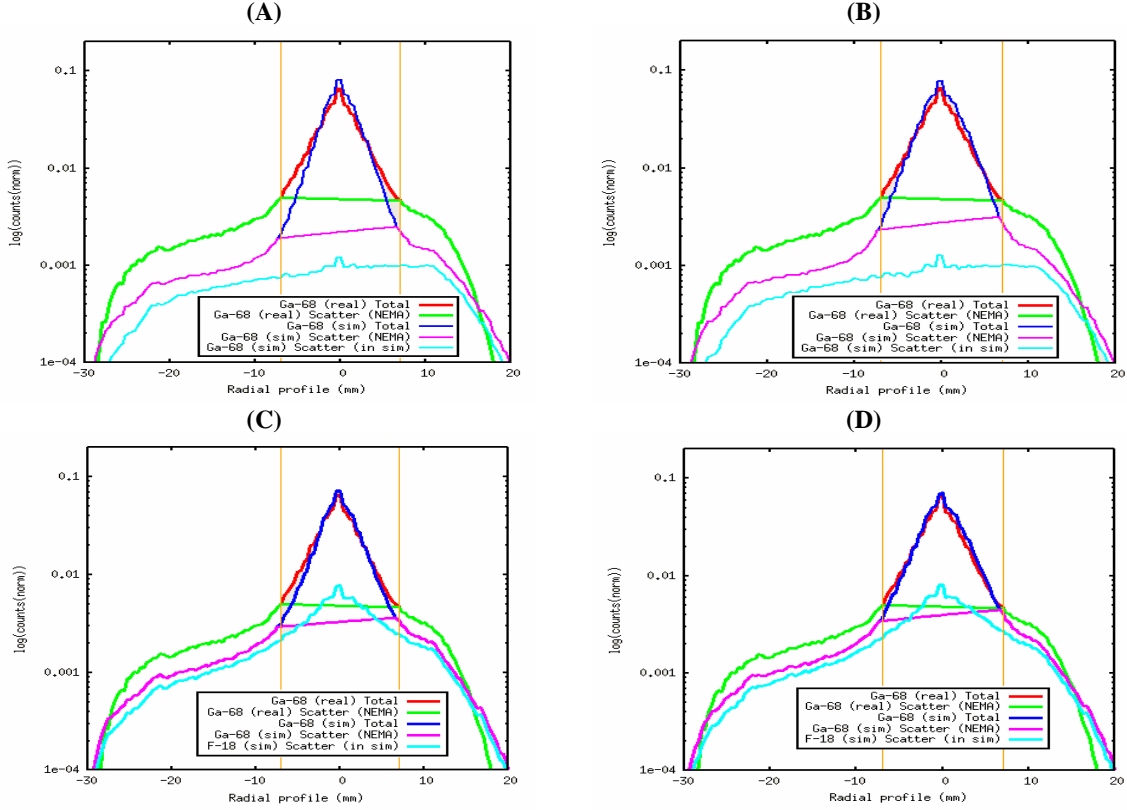 (A)
(B)
0.1
0.01
0.001
1e-04
log(counts(norm))
Ga-68 (real) Total
Ga-68 (real) Scatter (NEMA)
Ga-68 (sim) Total
Ga-68 (sim) Scatter (NEMA)
Ga-68 (sim) Scatter (in sim)
-30 -20 -10 0 10 20
Radial profile (mm)
0.1
0.01
0.001
1e-04
log(counts(norm))
Ga-68 (real) Total
Ga-68 (real) Scatter (NEMA)
Ga-68 (sim) Total
Ga-68 (sim) Scatter (NEMA)
Ga-68 (sim) Scatter (in sim)
-30 -20 -10 0 10 20
Radial profile (mm)
(C)
(D)
0.1
0.01
0.001
1e-04
log(counts(norm))
Ga-68 (real) Total
Ga-68 (real) Scatter (NEMA)
Ga-68 (sim) Total
Ga-68 (sim) Scatter (NEMA)
F-18 (sim) Scatter (in sim)
-30 -20 -10 0 10 20
Radial profile (mm)
0.1
0.01
0.001
1e-04
log(counts(norm))
Ga-68 (real) Total
Ga-68 (real) Scatter (NEMA)
Ga-68 (sim) Total
Ga-68 (sim) Scatter (NEMA)
F-18 (sim) Scatter (in sim)
-30 -20 -10 0 10 20
Radial profile (mm)